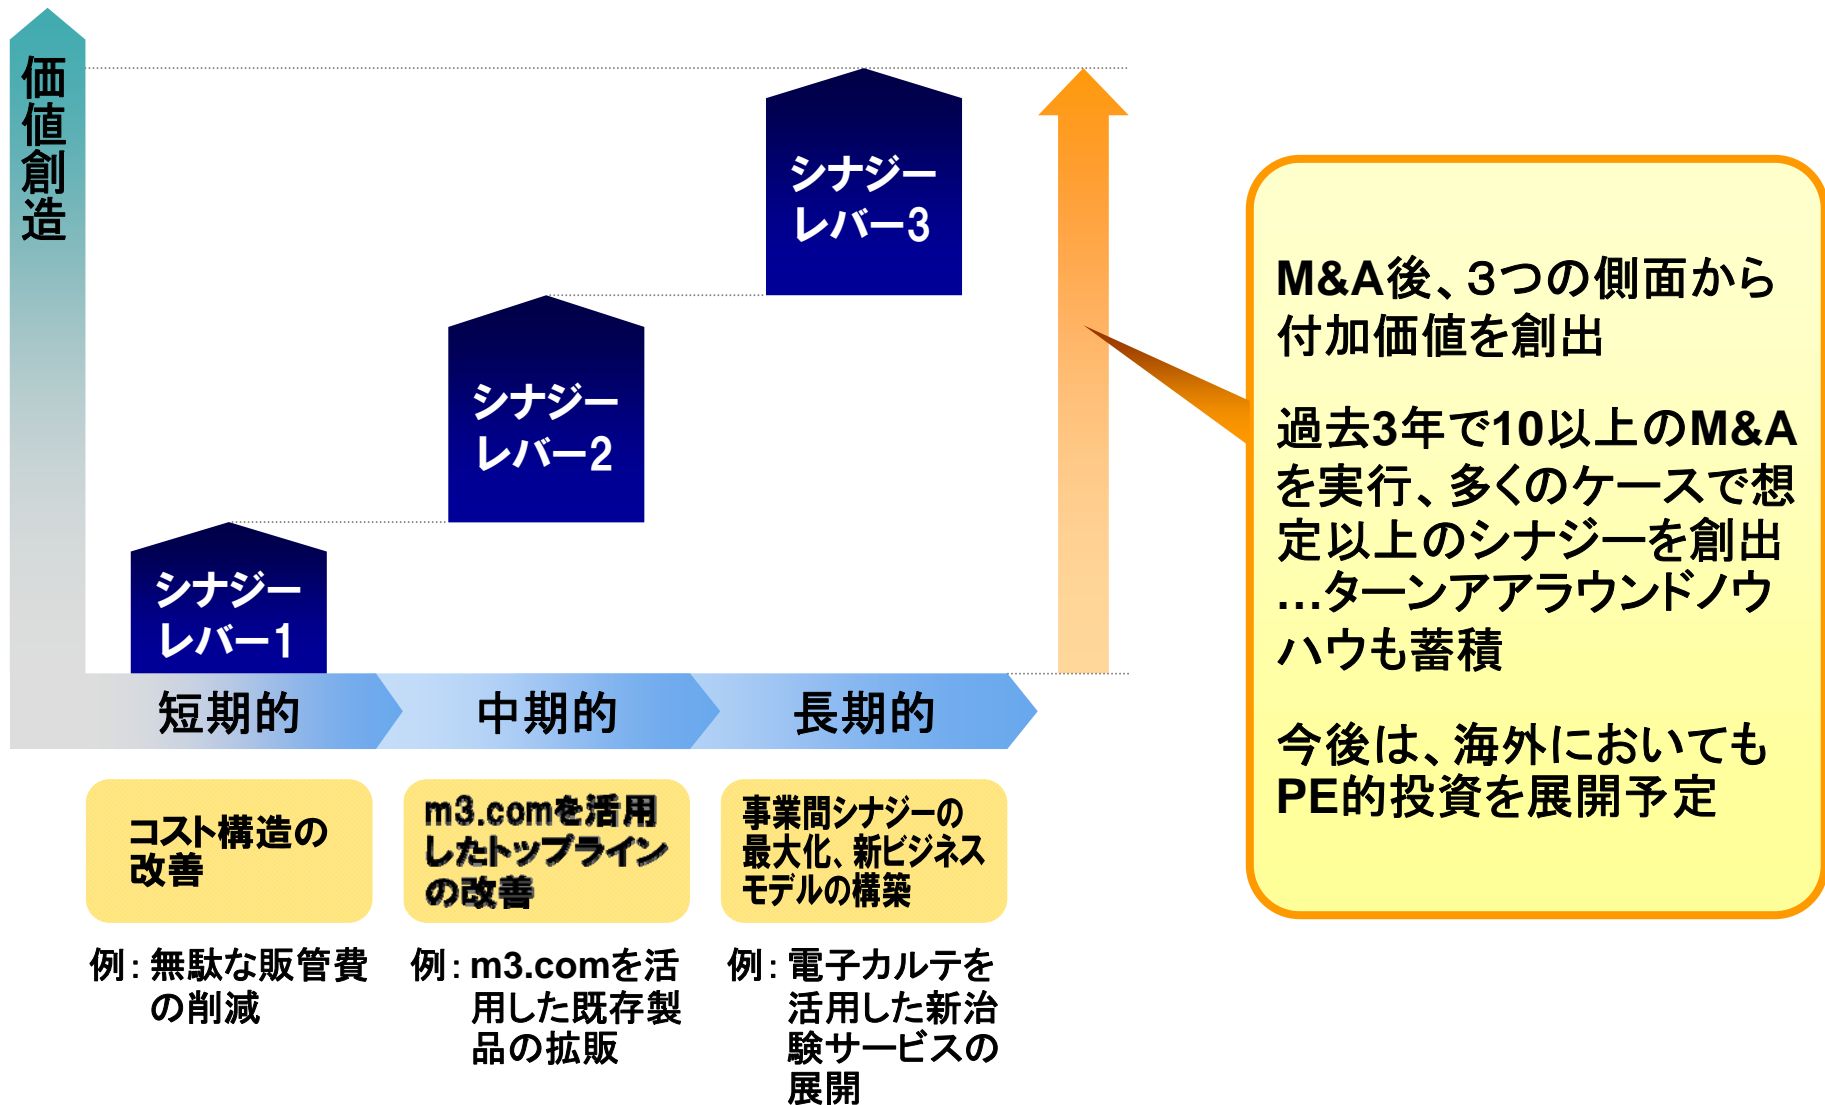 価値創造
シナジー
レバー1
シナジー
レバー2
シナジー
レバー3
短期的
中期的
長期的
コスト構造の
改善
m3.comを活用
したトップライン
の改善
事業間シナジーの
最大化、新ビジネス
モデルの構築
例：無駄な販管費
の削減
例：m3.comを活
用した既存製
品の拡販
例：電子カルテを
活用した新治
験サービスの
展開
M&A後、３つの側面から
付加価値を創出
過去3年で10以上のM&A
を実行、多くのケースで想
定以上のシナジーを創出
…ターンアアラウンドノウ
ハウも蓄積
今後は、海外においても
PE的投資を展開予定